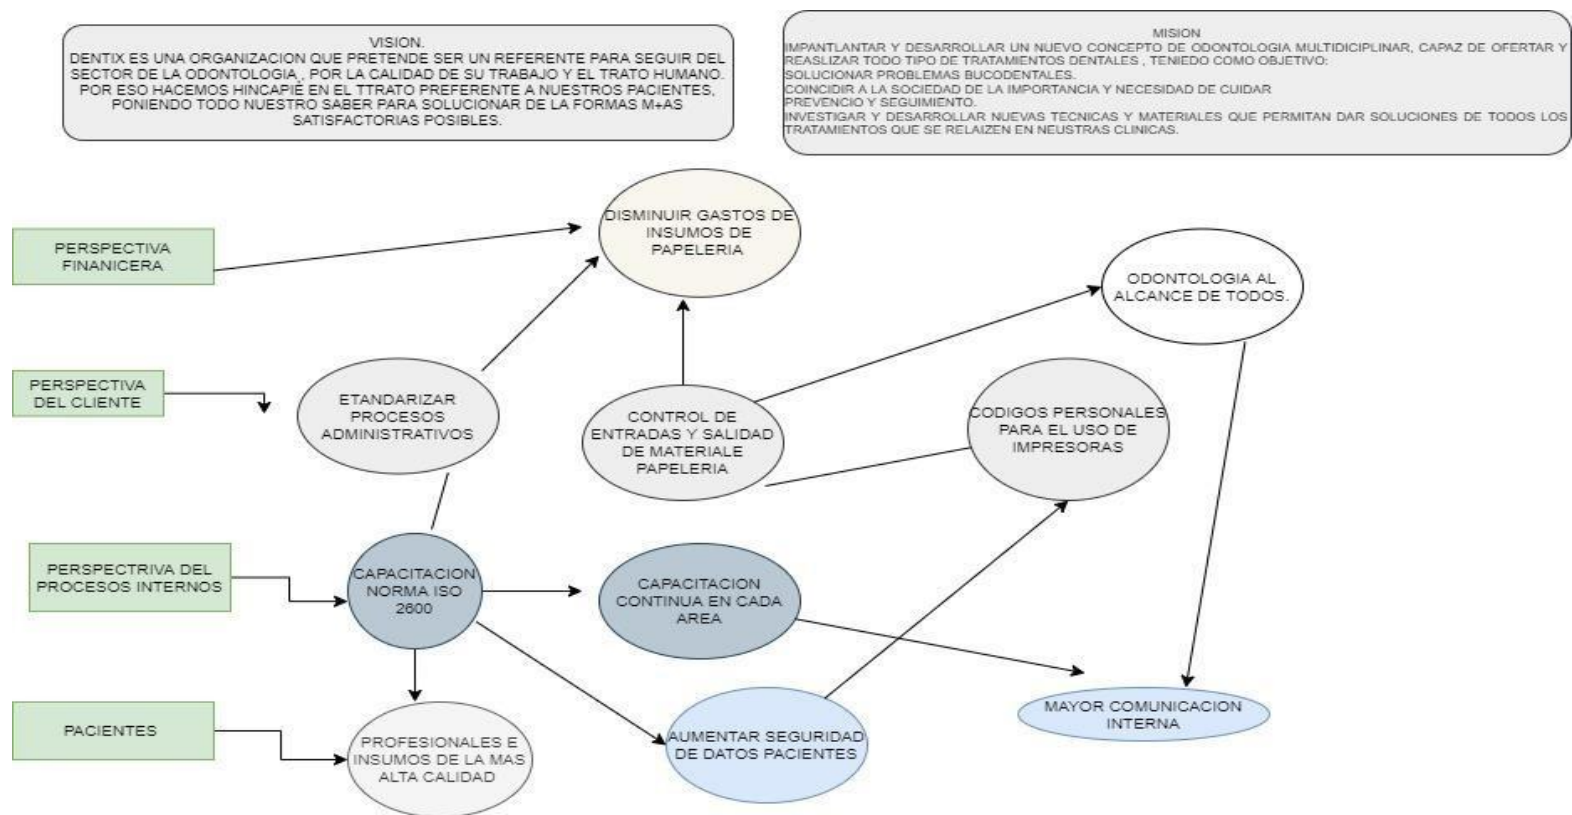 VISION.
DENTIX ES UNA ORGANIZACION QUE PRETENDE SER UN REFERENTE PARA SEGUIR DEL
SECTOR DE LA ODONTOLOGIA , POR LA CALIDAD DE SU TRABAJO Y EL TRATO HUMANO.
POR ESO HACEMOS HINCAPIÉ EN EL TTRATO PREFERENTE A NUESTROS PACIENTES,
PONIENDO TODO NUESTRO SABER PARA SOLUCIONAR DE LA FORMAS M+AS
SATISFACTORIAS POSIBLES.
MISION
IMPANTLANTAR Y DESARROLLAR UN NUEVO CONCEPTO DE ODONTOLOGIA MULTIDICIPLINAR, CAPAZ DE OFERTAR Y
REASLIZAR TODO TIPO DE TRATAMIENTOS DENTALES , TENIEDO COMO OBJETIVO:
SOLUCIONAR PROBLEMAS BUCODENTALES.
COINCIDIR A LA SOCIEDAD DE LA IMPORTANCIA Y NECESIDAD DE CUIDAR
PREVENCIO Y SEGUIMIENTO.
INVESTIGAR Y DESARROLLAR NUEVAS TECNICAS Y MATERIALES QUE PERMITAN DAR SOLUCIONES DE TODOS LOS
TRATAMIENTOS QUE SE RELAIZEN EN NEUSTRAS CLINICAS.
PERSPECTIVA
FINANICERA
DISMINUIR GASTOS DE
INSUMOS DE
PAPELERIA
ODONTOLOGIA AL
ALCANCE DE TODOS.
PERSPECTIVA
DEL CLIENTE
ETANDARIZAR
PROCESOS
ADMINISTRATIVOS
CONTROL DE
ENTRADAS Y SALIDAD
DE MATERIALE
PAPELERIA
CODIGOS PERSONALES
PARA EL USO DE
IMPRESORAS
PERSPECTRIVA DEL
PROCESOS INTERNOS
CAPACITACION
NORMA ISO
2600
CAPACITACION
CONTINUA EN CADA
AREA
PACIENTES
PROFESIONALES E
INSUMOS DE LA MAS
ALTA CALIDAD
AUMENTAR SEGURIDAD
DE DATOS PACIENTES
MAYOR COMUNICACION
INTERNA